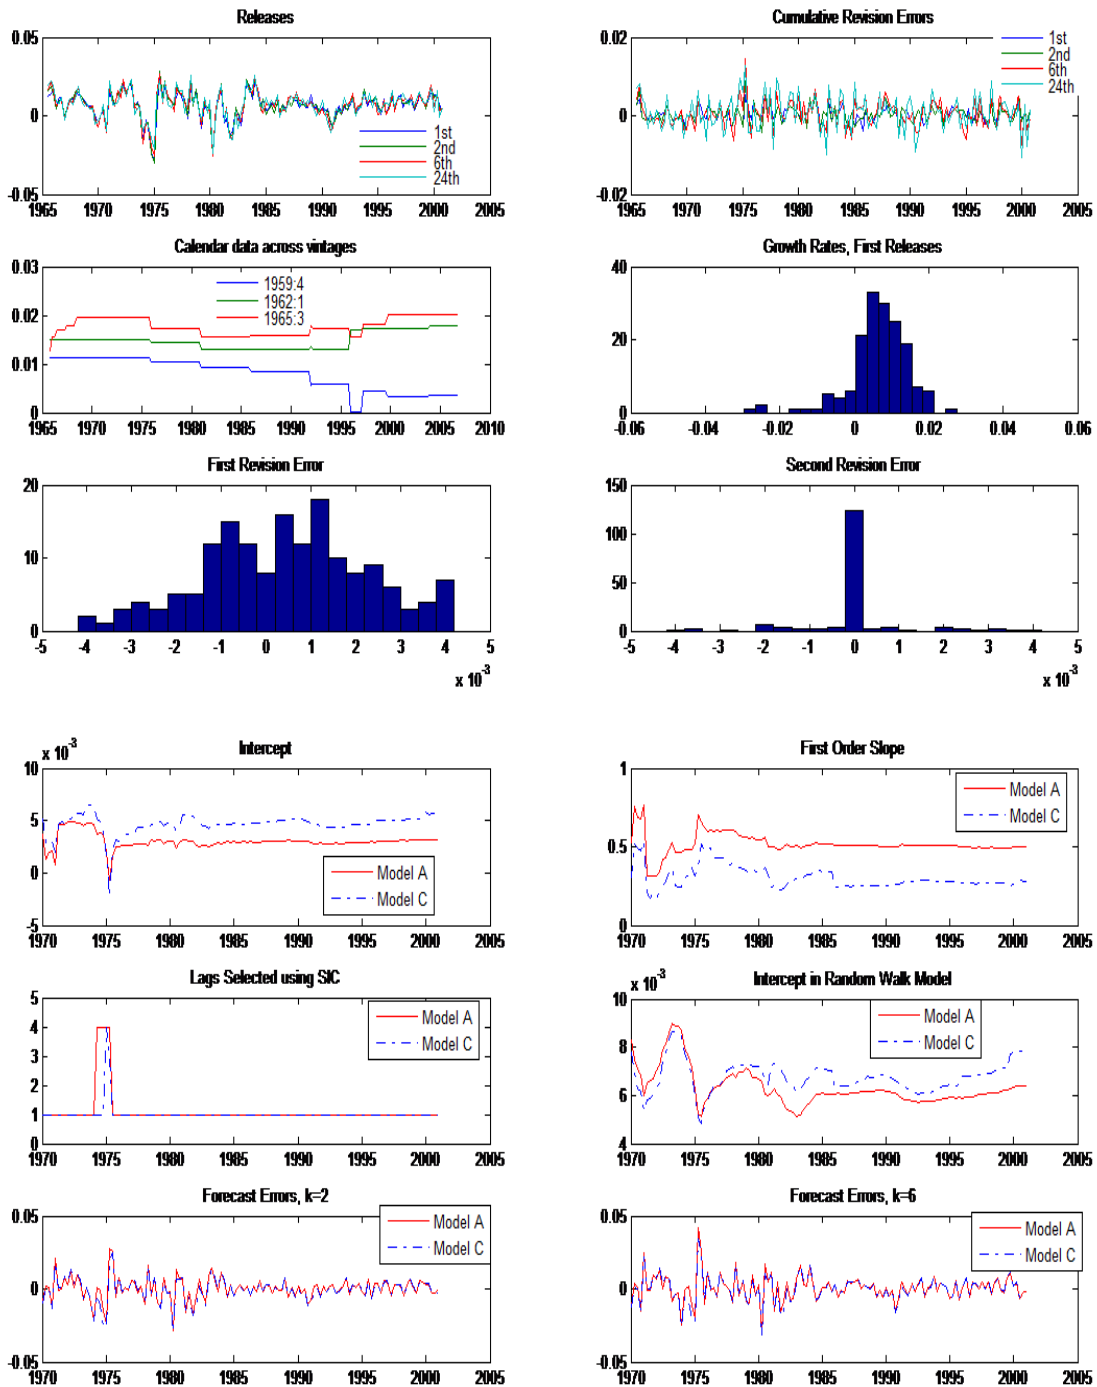 Releases
0.05
0
-0.05
1st
2nd
6th
24th
1965 1970 1975 1980 1985 1990 1995 2000 2005
Cumulative Revision Errors
0.02
0
-0.02
1st
2nd
6th
24th
1965 1970 1975 1980 1985 1990 1995 2000 2005
Calendar data across vintages
0.03
0.02
0.01
0
1959:4
1962:1
1965:3
1965 1970 1975 1980 1985 1990 1995 2000 2005 2010
Growth Rates, First Releases
40
20
0
-0.06 -0.04 -0.02 0 0.02 0.04 0.06
First Revision Error
20
10
0
-5 -4 -3 -2 -1 0 1 2 3 4 5
x 10-3
Second Revision Error
150
100
50
0
-5 -4 -3 -2 -1 0 1 2 3 4 5
x 10-3
Intercept
x 10-3
10
5
0
-5
Model A
Model C
1970 1975 1980 1985 1990 1995 2000 2005
First Order Slope
1
0.5
0
Model A
Model C
1970 1975 1980 1985 1990 1995 2000 2005
Lags Selected using SIC
5
4
3
2
1
0
Model A
Model C
1970 1975 1980 1985 1990 1995 2000 2005
Intercept in Random Walk Model
x 10-3
10
8
6
4
Model A
Model C
1970 1975 1980 1985 1990 1995 2000 2005
Forecast Errors, k=2
0.05
0
-0.05
Model A
Model C
1970 1975 1980 1985 1990 1995 2000 2005
Forecast Errors, k=6
0.05
0
-0.05
Model A
Model C
1970 1975 1980 1985 1990 1995 2000 2005